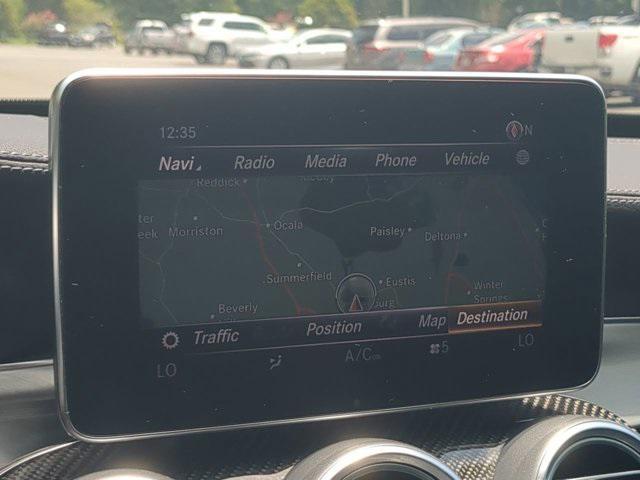 12:35 N
Navi Radio Media Phone Vehicle
Reddick
Ocala
Morriston
Paisley
Deltona
Summerfield
Eustis
Winter
Springs
Beverly
Traffic Position Map Destination
LO A/C 5 LO